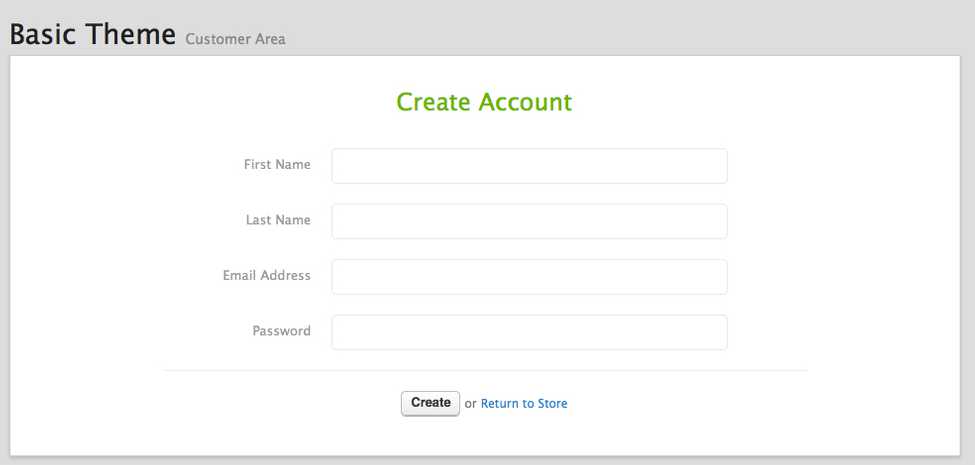 Basic Theme Customer Area
Create Account
First Name
Last Name
Email Address
Password
Create or Return to Store